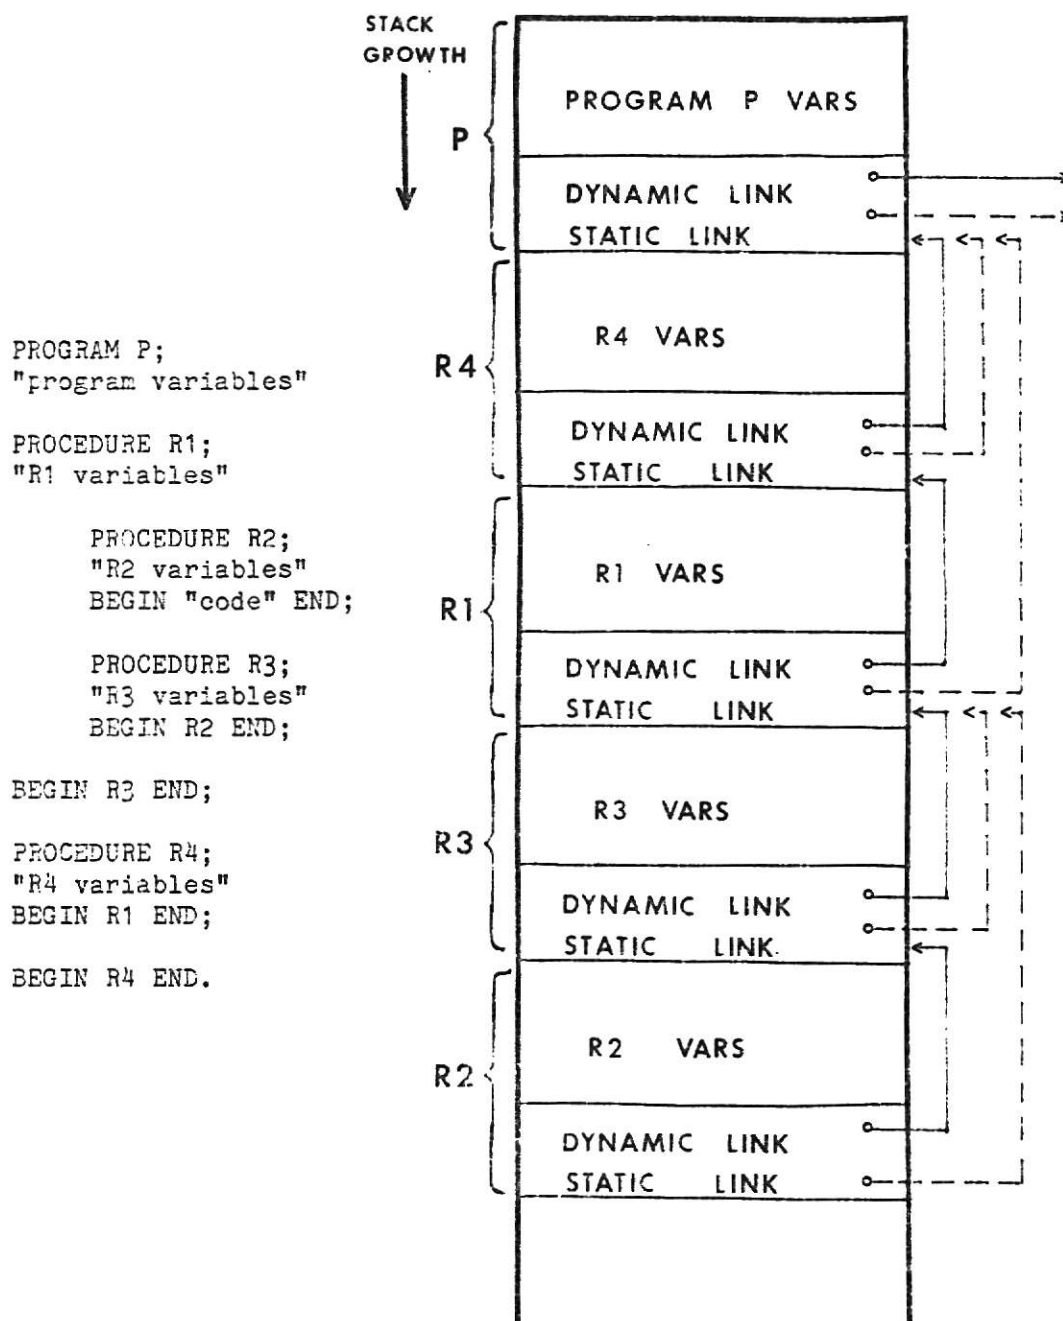 STACK
GROWTH
P
PROGRAM P VARS
DYNAMIC LINK
STATIC LINK
R4
R4 VARS
DYNAMIC LINK
STATIC LINK
R1
R1 VARS
DYNAMIC LINK
STATIC LINK
R3
R3 VARS
DYNAMIC LINK
STATIC LINK
R2
R2 VARS
DYNAMIC LINK
STATIC LINK
PROGRAM P;
"program variables"
PROCEDURE R1;
"R1 variables"
PROCEDURE R2;
"R2 variables"
BEGIN "code" END;
PROCEDURE R3;
"R3 variables"
BEGIN R2 END;
BEGIN R3 END;
PROCEDURE R4;
"R4 variables"
BEGIN R1 END;
BEGIN R4 END.